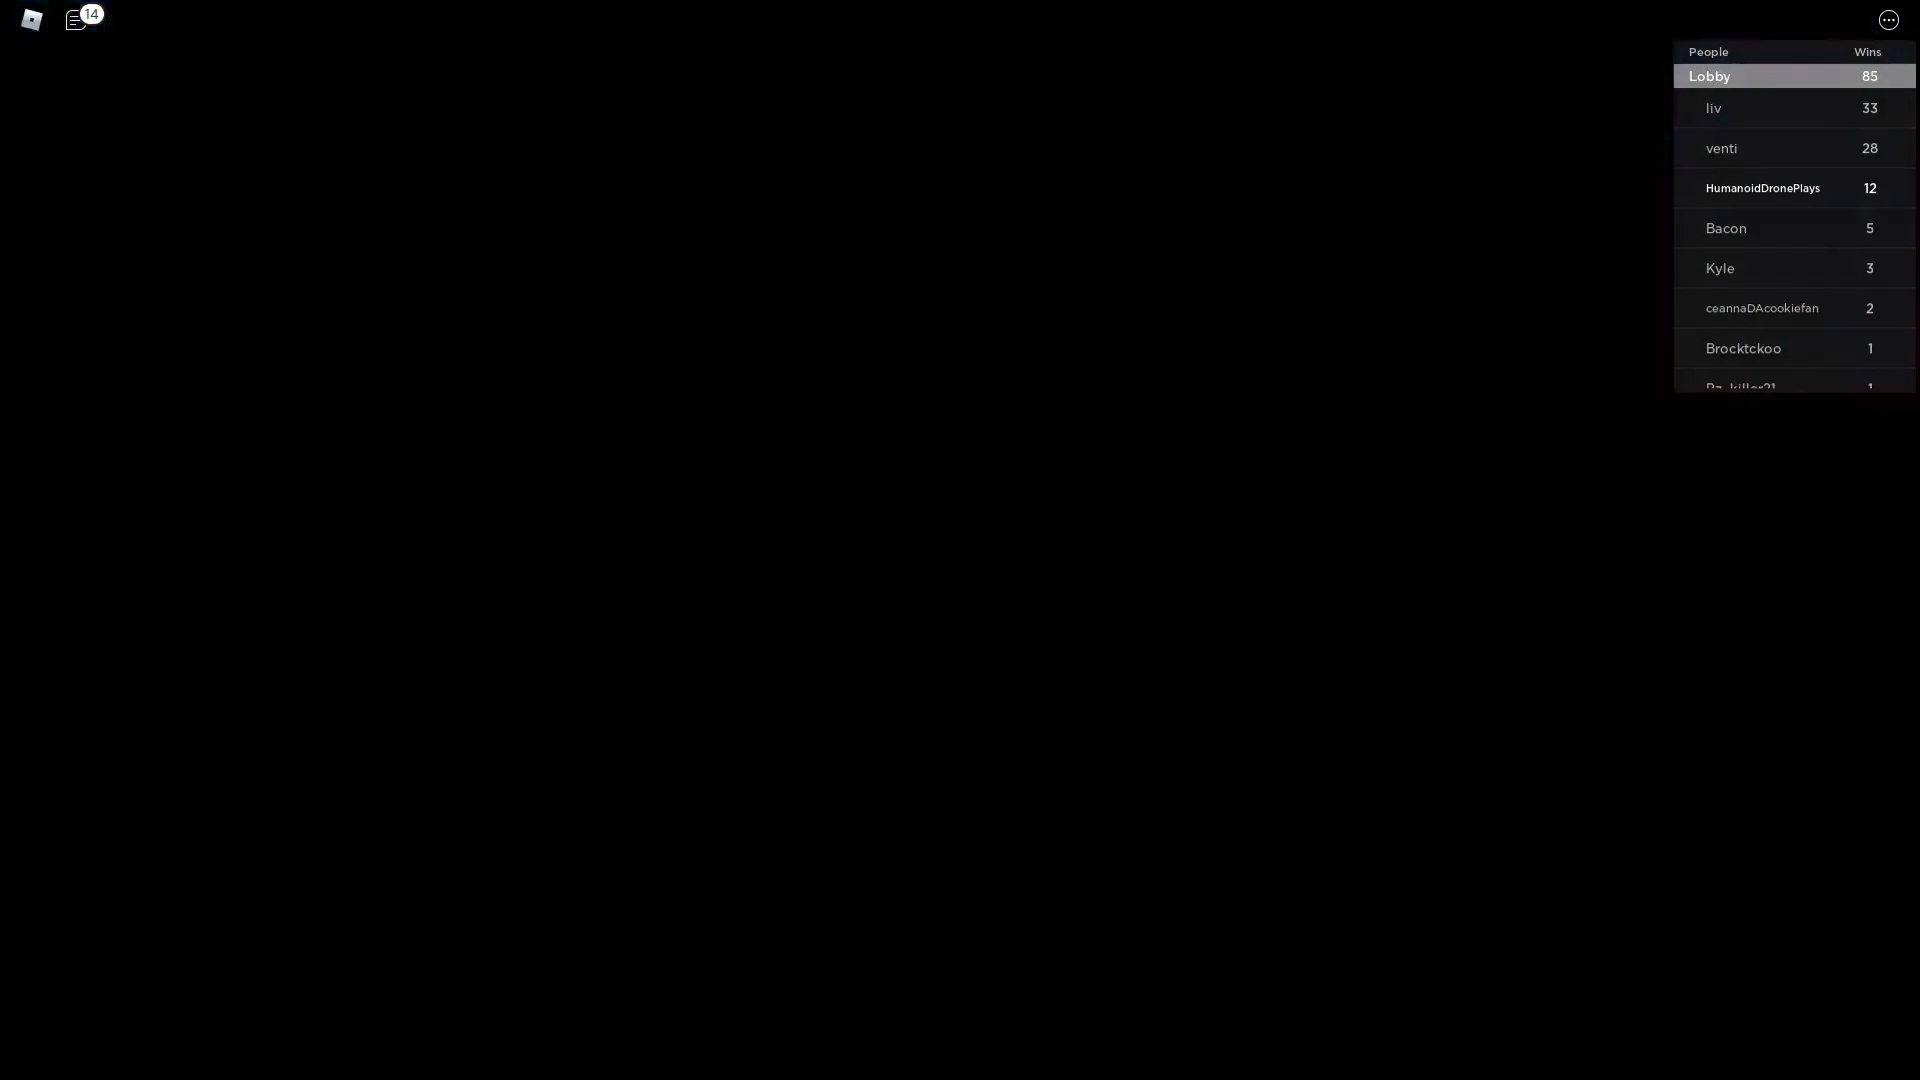 14
People Wins
Lobby 85
liv 33
venti 28
HumanoidDronePlays 12
Bacon 5
Kyle 3
ceannaDAcookiefan 2
Brocktckoo 1
1